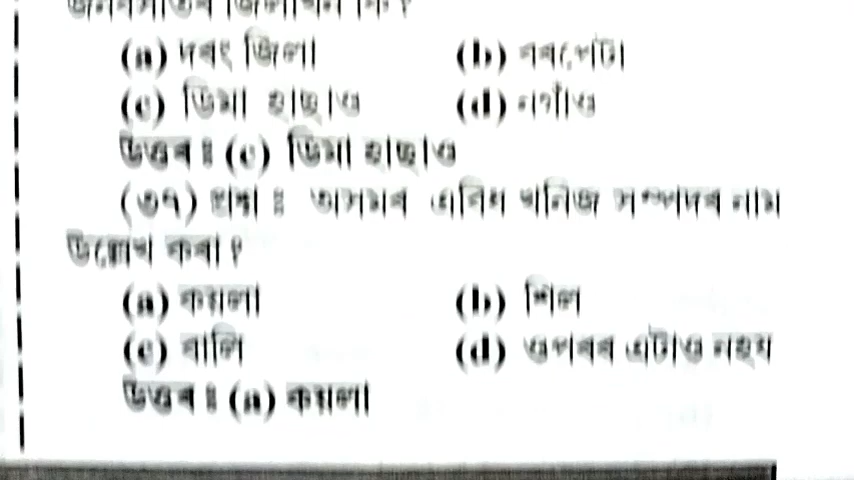 (a) দৰং জিলা (b) বৰপেটা
(c) ডিমা হাছাও (d) নগাঁও
উত্তৰ ঃ (c) ডিমা হাছাও
(৩৭) প্ৰশ্ন ঃ অসমৰ এবিধ খনিজ সম্পদৰ নাম
উল্লেখ কৰা ?
(a) কয়লা (b) শিল
(c) বালি (d) ওপৰৰ এটাও নহয়
উত্তৰ ঃ (a) কয়লা